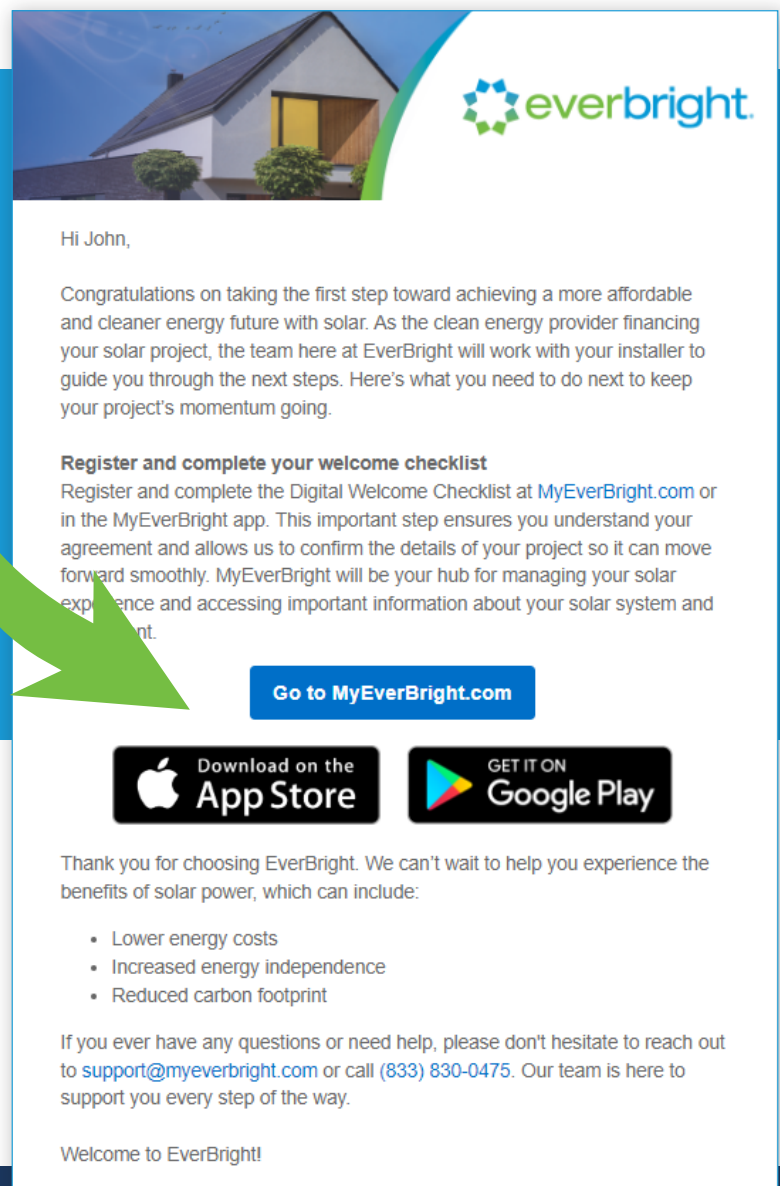 everbright.
Hi John,
Congratulations on taking the first step toward achieving a more affordable
and cleaner energy future with solar. As the clean energy provider financing
your solar project, the team here at EverBright will work with your installer to
guide you through the next steps. Here’s what you need to do next to keep
your project’s momentum going.
Register and complete your welcome checklist
Register and complete the Digital Welcome Checklist at MyEverBright.com or
in the MyEverBright app. This important step ensures you understand your
agreement and allows us to confirm the details of your project so it can move
forward smoothly. MyEverBright will be your hub for managing your solar
and accessing important information about your solar system and
Go to MyEverBright.com
Download on the
App Store
GET IT ON
Google Play
Thank you for choosing EverBright. We can’t wait to help you experience the
benefits of solar power, which can include:
• Lower energy costs
• Increased energy independence
• Reduced carbon footprint
If you ever have any questions or need help, please don't hesitate to reach out
to support@myeverbright.com or call (833) 830-0475. Our team is here to
support you every step of the way.
Welcome to EverBright!